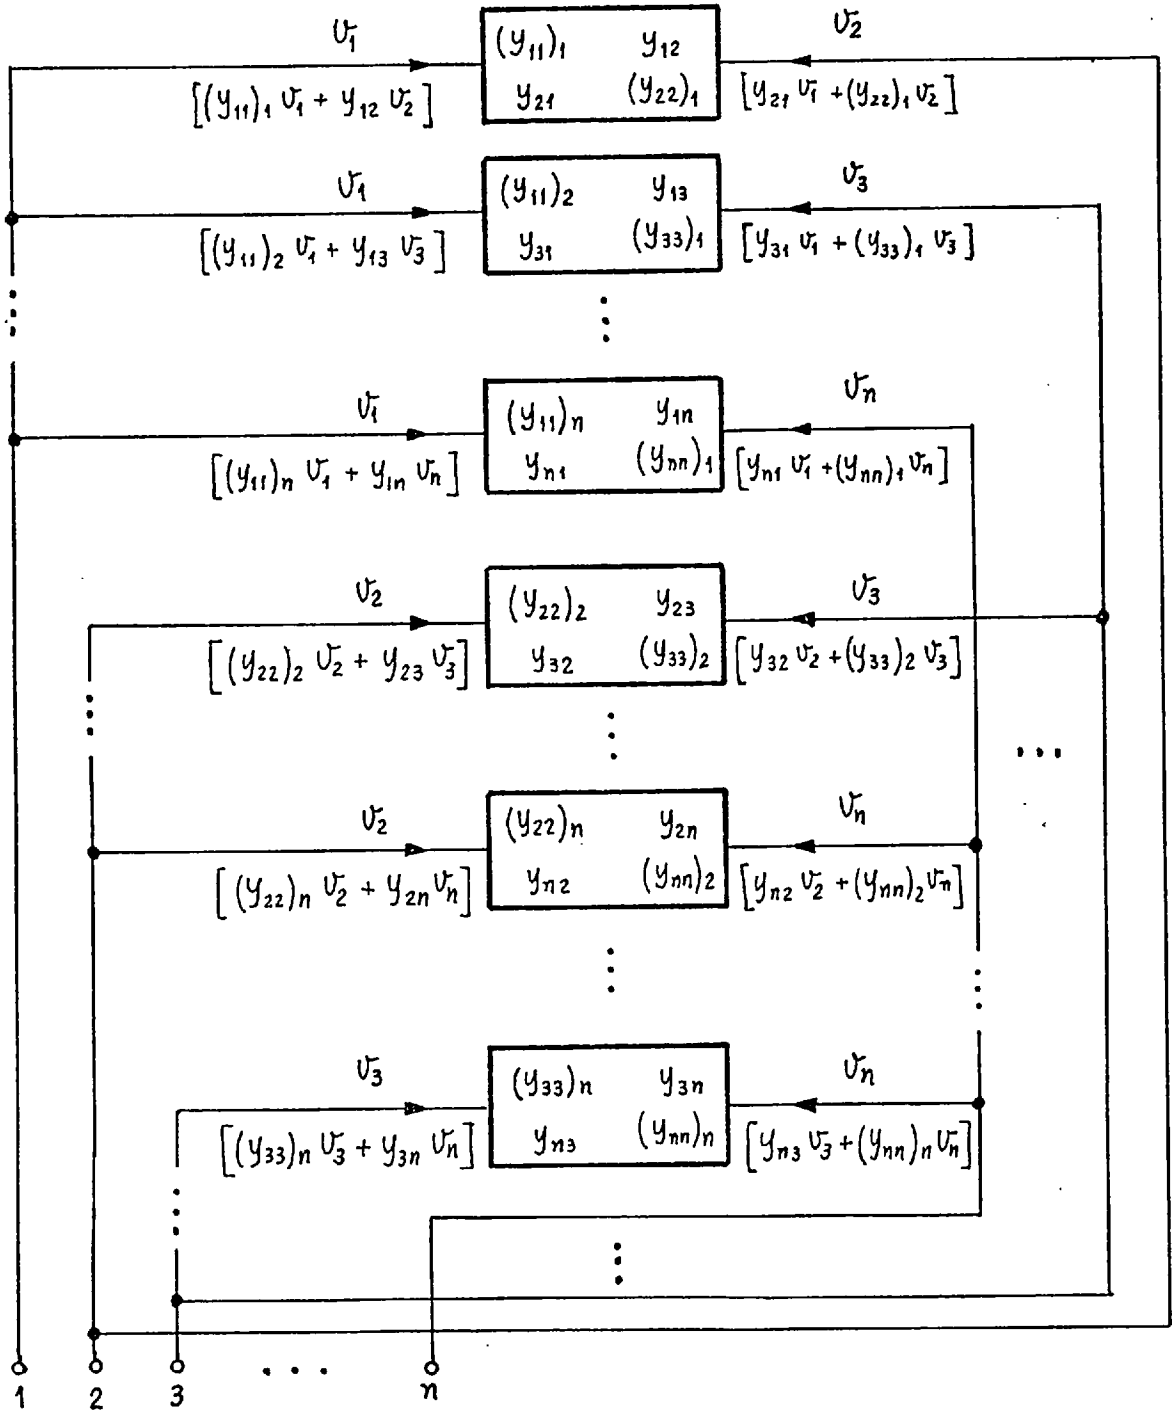 v₁ v₂
(y₁₁)₁ y₁₂
y₂₁ (y₂₂)₁
[(y₁₁)₁ v₁ + y₁₂ v₂] [y₂₁ v₁ + (y₂₂)₁ v₂]
v₁ v₃
(y₁₁)₂ y₁₃
y₃₁ (y₃₃)₁
[(y₁₁)₂ v₁ + y₁₃ v₃] [y₃₁ v₁ + (y₃₃)₁ v₃]
⋮ ⋮
v₁ vₙ
(y₁₁)ₙ y₁ₙ
yₙ₁ (yₙₙ)₁
[(y₁₁)ₙ v₁ + y₁ₙ vₙ] [yₙ₁ v₁ + (yₙₙ)₁ vₙ]
v₂ v₃
(y₂₂)₂ y₂₃
y₃₂ (y₃₃)₂
[(y₂₂)₂ v₂ + y₂₃ v₃] [y₃₂ v₂ + (y₃₃)₂ v₃]
⋮ ⋮ ...
v₂ vₙ
(y₂₂)ₙ y₂ₙ
yₙ₂ (yₙₙ)₂
[(y₂₂)ₙ v₂ + y₂ₙ vₙ] [yₙ₂ v₂ + (yₙₙ)₂ vₙ]
⋮ ⋮
v₃ vₙ
(y₃₃)ₙ y₃ₙ
yₙ₃ (yₙₙ)ₙ
[(y₃₃)ₙ v₃ + y₃ₙ vₙ] [yₙ₃ v₃ + (yₙₙ)ₙ vₙ]
⋮ ⋮
1 2 3 ... n